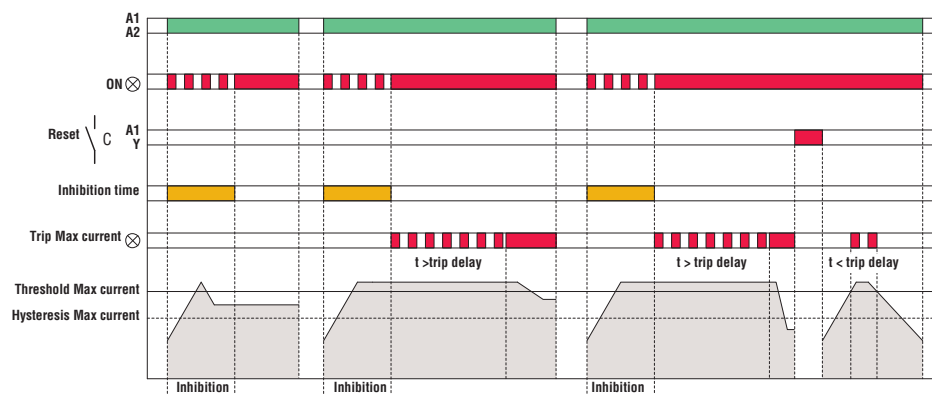 A1
A2
ON
Reset C A1
Y
Inhibition time
Trip Max current
t >trip delay t > trip delay t < trip delay
Threshold Max current
Hysteresis Max current
Inhibition Inhibition Inhibition